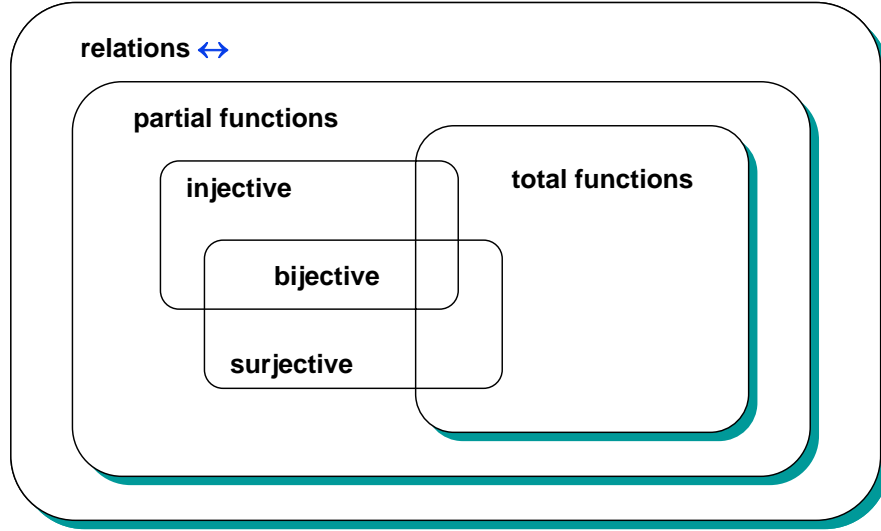 relations ↔
partial functions
injective
total functions
bijective
surjective